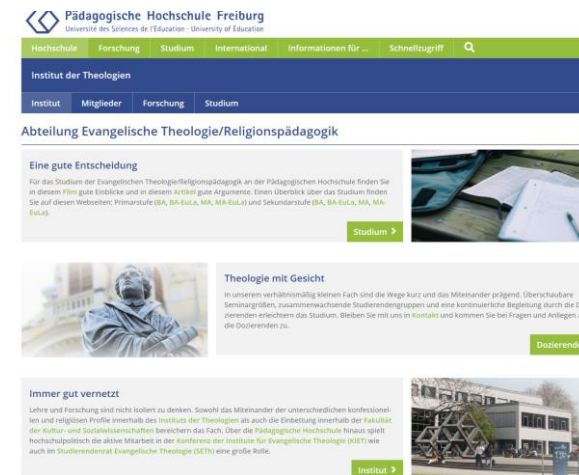 Pädagogische Hochschule Freiburg
Université des Sciences de l'Education · University of Education
Hochschule Forschung Studium International Informationen für ... Schnellzugriff
Institut der Theologien
Institut Mitglieder Forschung Studium
Abteilung Evangelische Theologie/Religionspädagogik
Eine gute Entscheidung
Für das Studium der Evangelischen Theologie/Religionspädagogik an der Pädagogischen Hochschule finden Sie
in diesem Film gute Einblicke und in diesem Artikel gute Argumente. Einen Überblick über das Studium finden
Sie auf diesen Webseiten: Primarstufe (BA, BA-EuLa, MA, MA-EuLa) und Sekundarstufe (BA, BA-EuLa, MA, MA-
EuLa).
Studium
Theologie mit Gesicht
In unserem verhältnismäßig kleinen Fach sind die Wege kurz und das Miteinander prägend. Überschaubare
Seminargrößen, zusammenwachsende Studierendengruppen und eine kontinuierliche Begleitung durch die D
zierenden erleichtern das Studium. Bleiben Sie mit uns in Kontakt und kommen Sie bei Fragen und Anliegen
die Dozierenden zu.
Dozierende
Immer gut vernetzt
Lehre und Forschung sind nicht isoliert zu denken. Sowohl das Miteinander der unterschiedlichen konfessionel-
len und religiösen Profile innerhalb des Instituts der Theologien als auch die Einbettung innerhalb der Fakultät
der Kultur- und Sozialwissenschaften bereichern das Fach. Über die Pädagogische Hochschule hinaus spielt
hochschulpolitisch die aktive Mitarbeit in der Konferenz der Institute für Evangelische Theologie (KIET) wie
auch im Studierendenrat Evangelische Theologie (SETh) eine große Rolle.
Institut